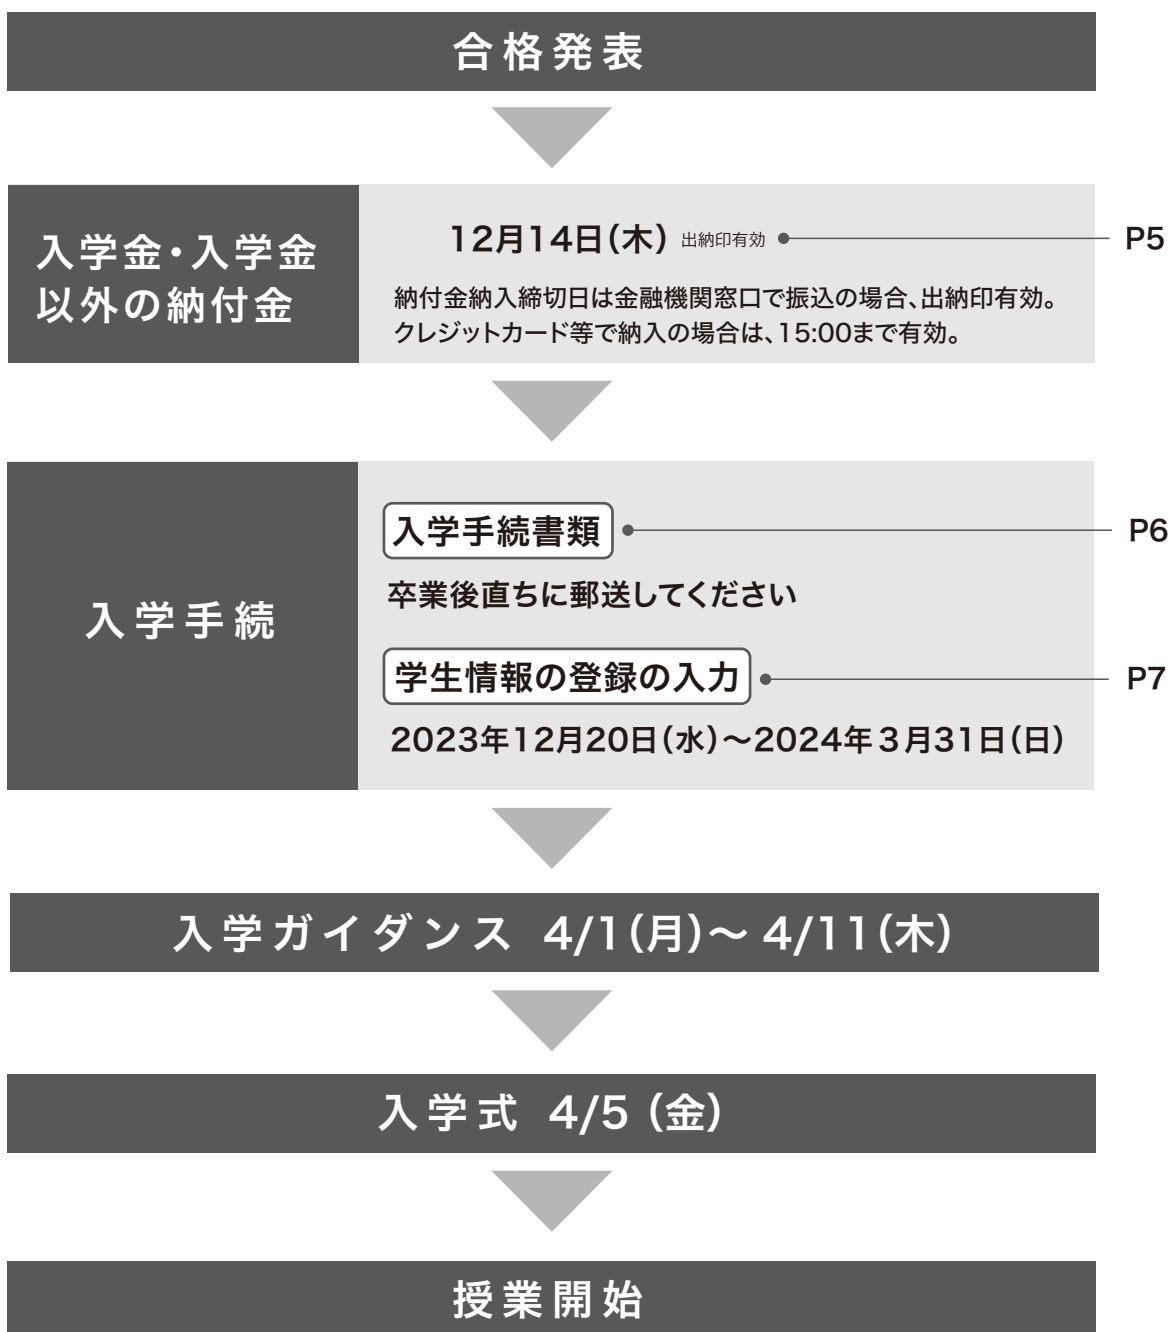 合格発表
入学金・入学金
以外の納付金
12月14日(木) 出納印有効
P5
納付金納入締切日は金融機関窓口で振込の場合、出納印有効。
クレジットカード等で納入の場合は、15:00まで有効。
入学手続
入学手続書類
P6
卒業後直ちに郵送してください
学生情報の登録の入力
P7
2023年12月20日(水)～2024年3月31日(日)
入学ガイダンス 4/1(月)～4/11(木)
入学式 4/5(金)
授業開始